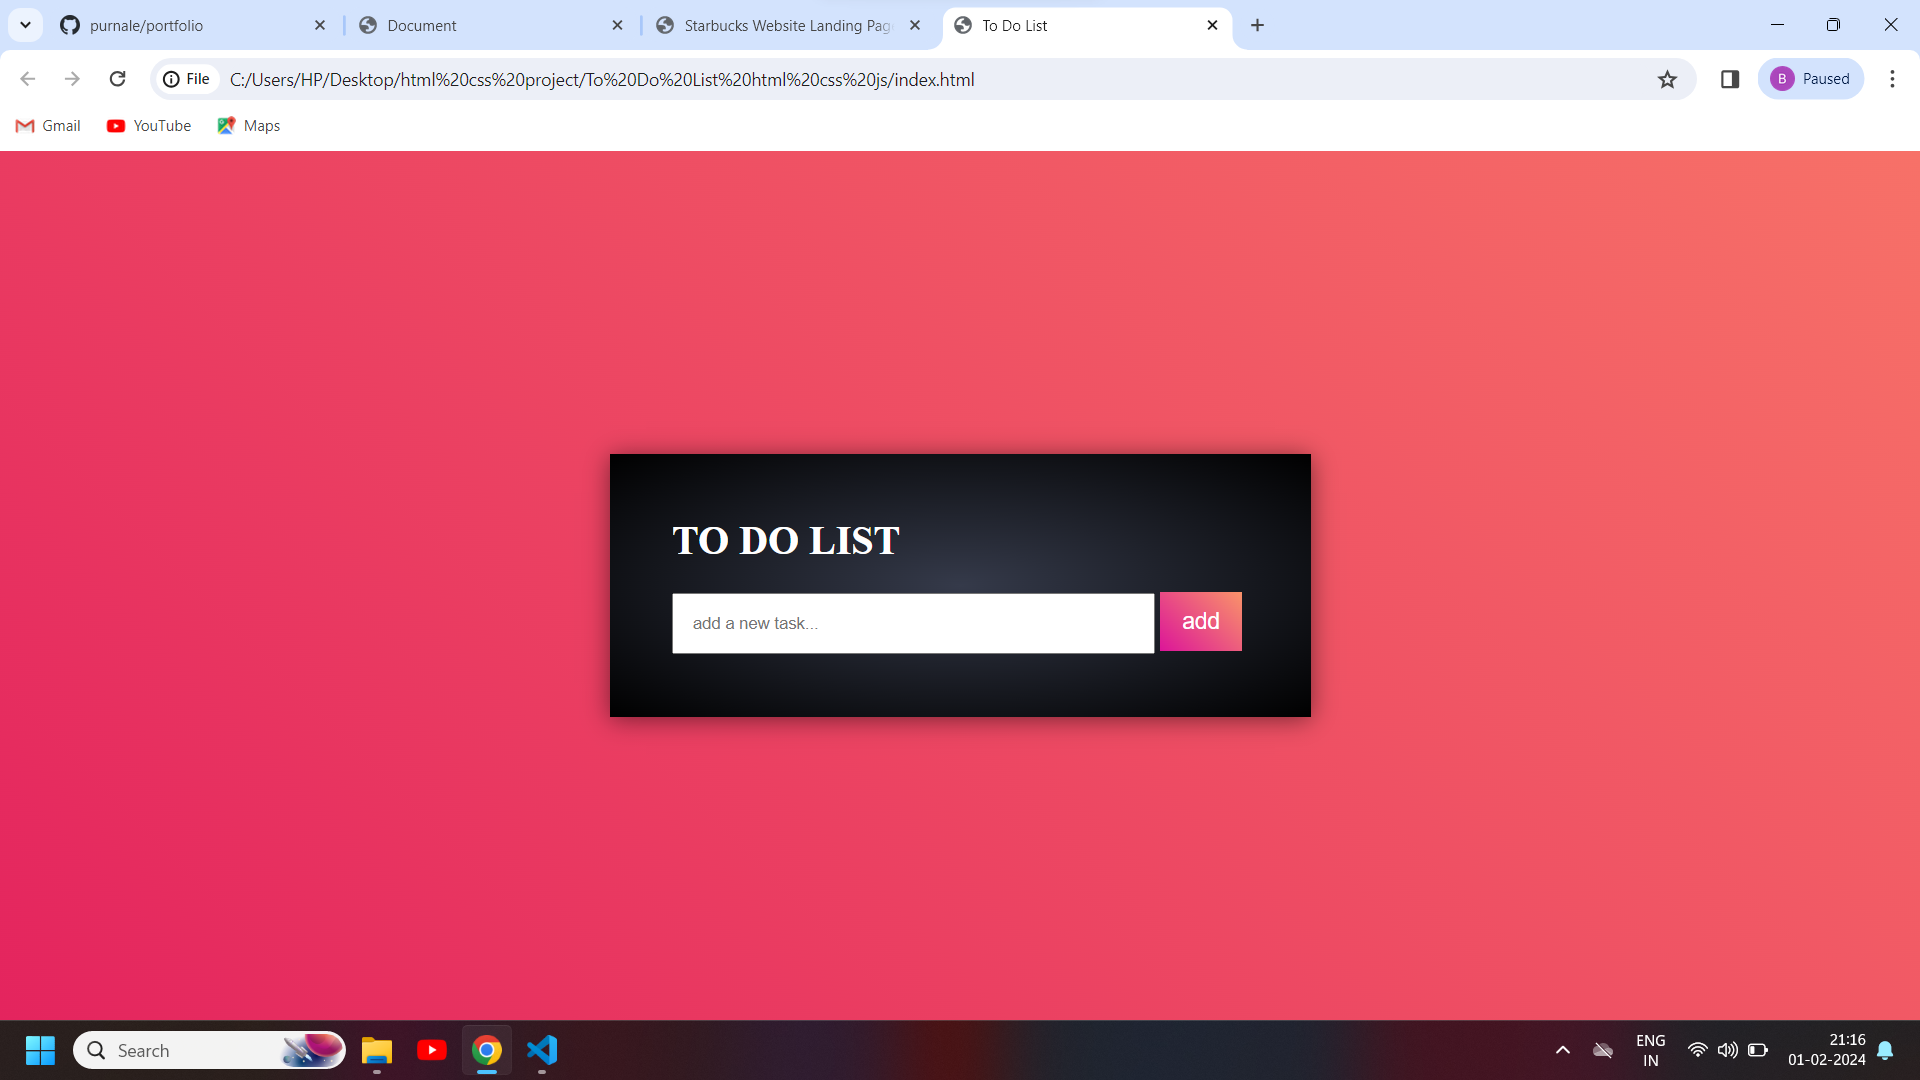 purnale/portfolio
Document
Starbucks Website Landing Pag
To Do List
File
C:/Users/HP/Desktop/html%20css%20project/To%20Do%20List%20html%20css%20js/index.html
B
Paused
Gmail
YouTube
Maps
TO DO LIST
add a new task...
add
Search
ENG
IN
21:16
01-02-2024